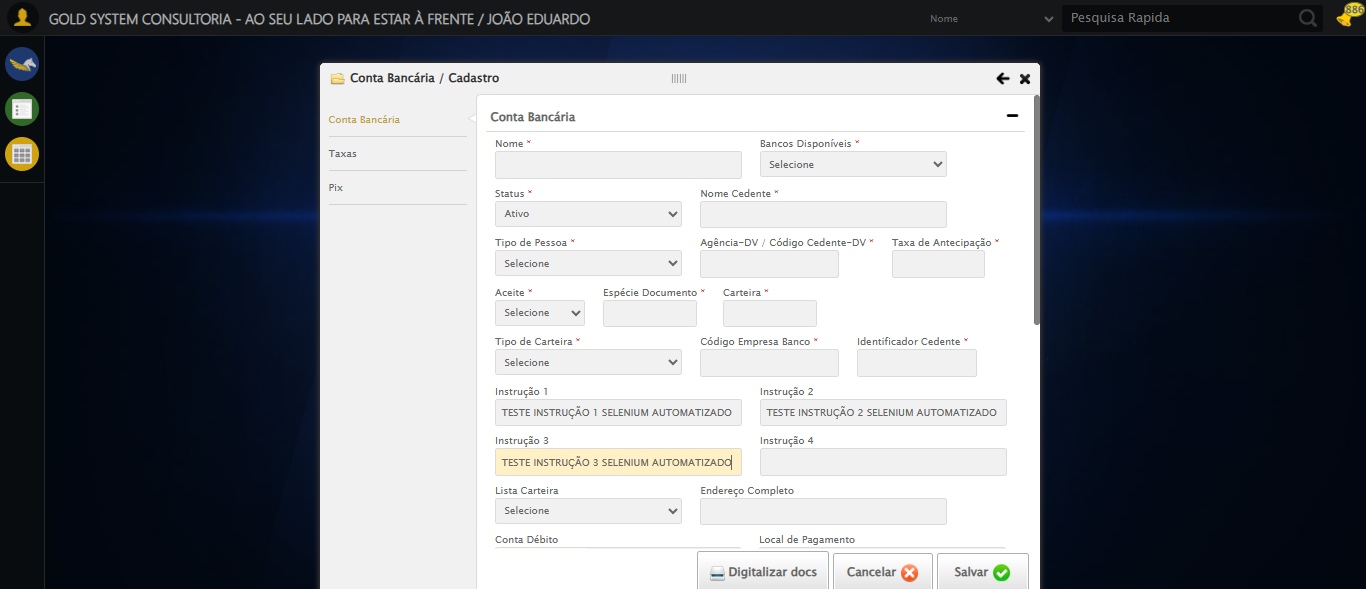 GOLD SYSTEM CONSULTORIA - AO SEU LADO PARA ESTAR À FRENTE / JOÃO EDUARDO
Nome
Pesquisa Rapida
886
Conta Bancária / Cadastro
Conta Bancária
Taxas
Pix
Conta Bancária
Nome *
Bancos Disponíveis *
Selecione
Status *
Nome Cedente *
Ativo
Tipo de Pessoa *
Agência-DV / Código Cedente-DV *
Taxa de Antecipação *
Selecione
Aceite *
Espécie Documento *
Carteira *
Selecione
Tipo de Carteira *
Código Empresa Banco *
Identificador Cedente *
Selecione
Instrução 1
Instrução 2
TESTE INSTRUÇÃO 1 SELENIUM AUTOMATIZADO
TESTE INSTRUÇÃO 2 SELENIUM AUTOMATIZADO
Instrução 3
Instrução 4
TESTE INSTRUÇÃO 3 SELENIUM AUTOMATIZADO
Lista Carteira
Endereço Completo
Selecione
Conta Débito
Local de Pagamento
Digitalizar docs
Cancelar
Salvar